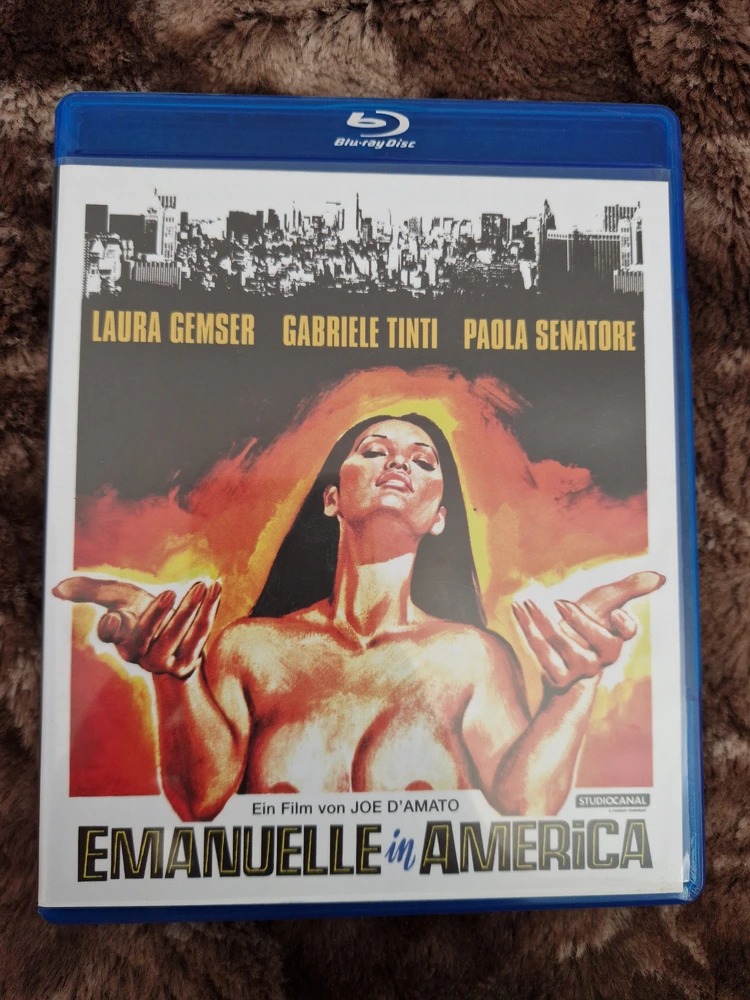 Blu-ray Disc
LAURA GEMSER GABRIELE TINTI PAOLA SENATORE
Ein Film von JOE D'AMATO
STUDIOCANAL
EMANUELLE in AMERiCA